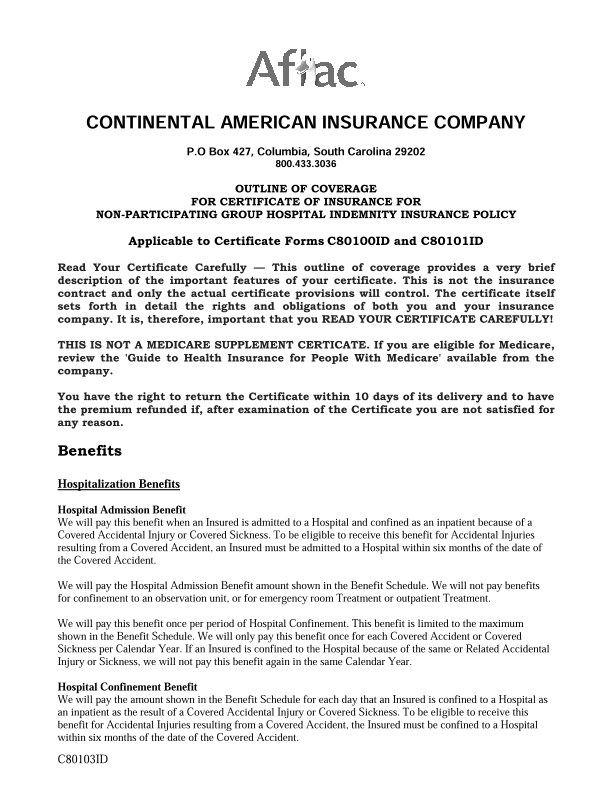 Aflac
CONTINENTAL AMERICAN INSURANCE COMPANY
P.O Box 427, Columbia, South Carolina 29202
800.433.3036
OUTLINE OF COVERAGE
FOR CERTIFICATE OF INSURANCE FOR
NON-PARTICIPATING GROUP HOSPITAL INDEMNITY INSURANCE POLICY
Applicable to Certificate Forms C80100ID and C80101ID
Read Your Certificate Carefully — This outline of coverage provides a very brief
description of the important features of your certificate. This is not the insurance
contract and only the actual certificate provisions will control. The certificate itself
sets forth in detail the rights and obligations of both you and your insurance
company. It is, therefore, important that you READ YOUR CERTIFICATE CAREFULLY!
THIS IS NOT A MEDICARE SUPPLEMENT CERTICATE. If you are eligible for Medicare,
review the 'Guide to Health Insurance for People With Medicare' available from the
company.
You have the right to return the Certificate within 10 days of its delivery and to have
the premium refunded if, after examination of the Certificate you are not satisfied for
any reason.
Benefits
Hospitalization Benefits
Hospital Admission Benefit
We will pay this benefit when an Insured is admitted to a Hospital and confined as an inpatient because of a
Covered Accidental Injury or Covered Sickness. To be eligible to receive this benefit for Accidental Injuries
resulting from a Covered Accident, an Insured must be admitted to a Hospital within six months of the date of
the Covered Accident.
We will pay the Hospital Admission Benefit amount shown in the Benefit Schedule. We will not pay benefits
for confinement to an observation unit, or for emergency room Treatment or outpatient Treatment.
We will pay this benefit once per period of Hospital Confinement. This benefit is limited to the maximum
shown in the Benefit Schedule. We will only pay this benefit once for each Covered Accident or Covered
Sickness per Calendar Year. If an Insured is confined to the Hospital because of the same or Related Accidental
Injury or Sickness, we will not pay this benefit again in the same Calendar Year.
Hospital Confinement Benefit
We will pay the amount shown in the Benefit Schedule for each day that an Insured is confined to a Hospital as
an inpatient as the result of a Covered Accidental Injury or Covered Sickness. To be eligible to receive this
benefit for Accidental Injuries resulting from a Covered Accident, the Insured must be confined to a Hospital
within six months of the date of the Covered Accident.
C80103ID